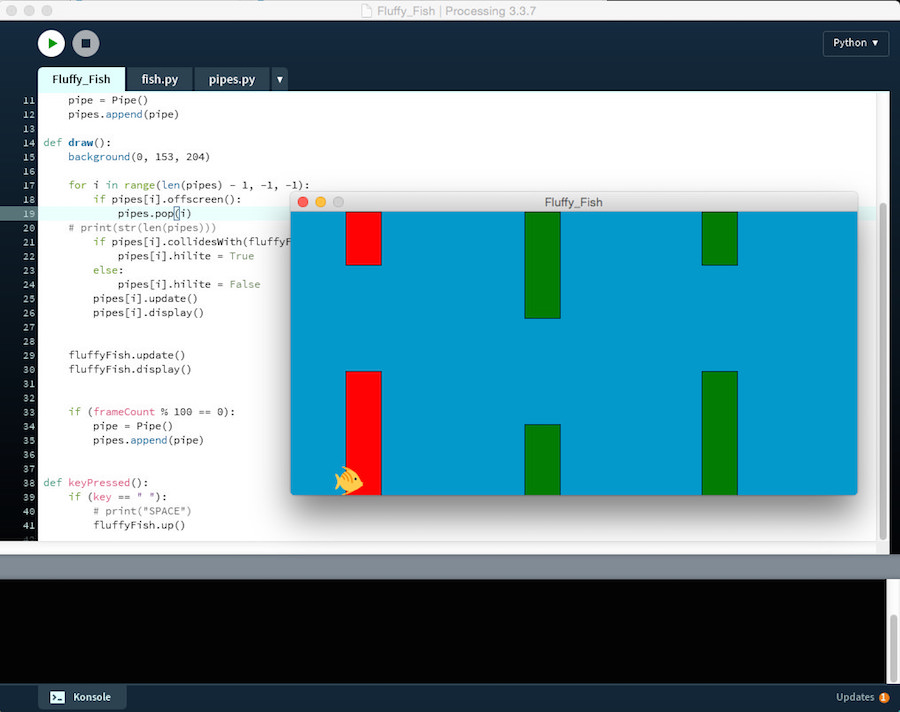 Fluffy_Fish | Processing 3.3.7
Python ▼
Fluffy_Fish fish.py pipes.py ▼
11 pipe = Pipe()
12 pipes.append(pipe)
13
14 def draw():
15 background(0, 153, 204)
16
17 for i in range(len(pipes) - 1, -1, -1):
18 if pipes[i].offscreen():
19 pipes.pop(i)
20 # print(str(len(pipes)))
21 if pipes[i].collidesWith(fluffyF
22 pipes[i].hilite = True
23 else:
24 pipes[i].hilite = False
25 pipes[i].update()
26 pipes[i].display()
27
28
29 fluffyFish.update()
30 fluffyFish.display()
31
32
33 if (frameCount % 100 == 0):
34 pipe = Pipe()
35 pipes.append(pipe)
36
37
38 def keyPressed():
39 if (key == " "):
40 # print("SPACE")
41 fluffyFish.up()
Fluffy_Fish
Konsole
Updates 1